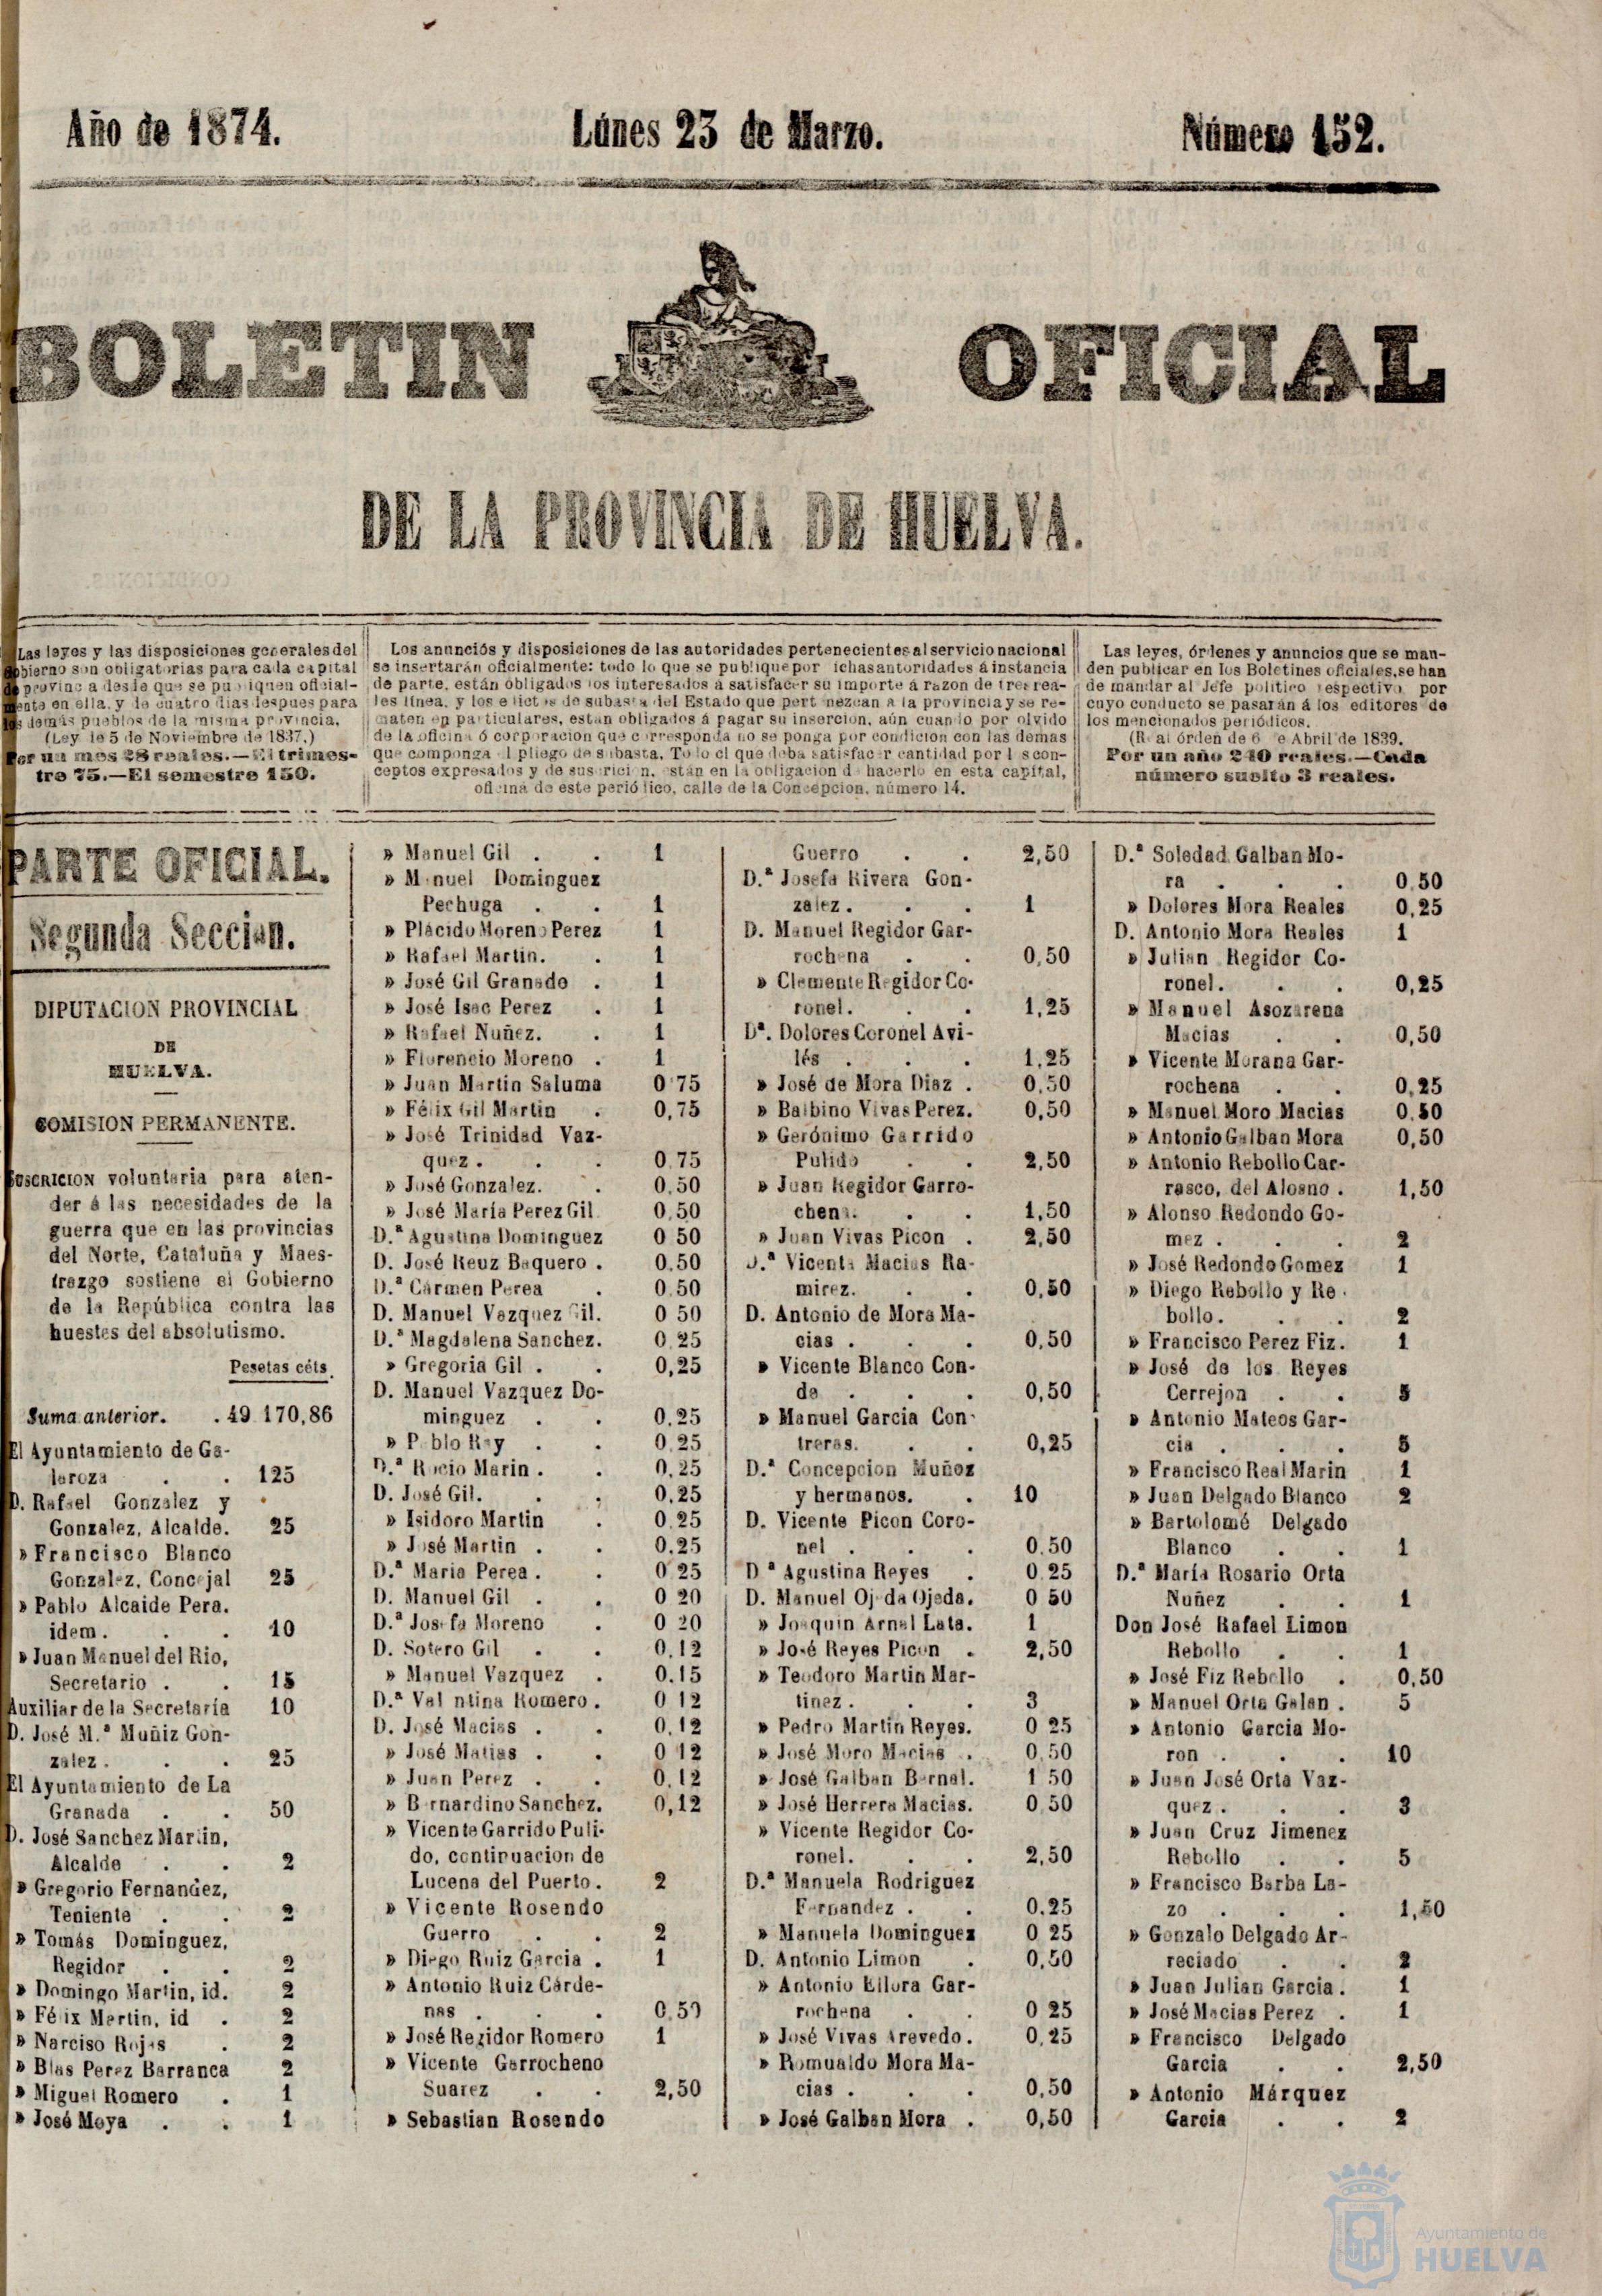 Año de 1874.
Lúnes 23 de Marzo.
Número 152.
BOLETIN OFICIAL
DE LA PROVINCIA DE HUELVA.
Las leyes y las disposiciones generales del
Gobierno son obligatorias para cada capital
de provincia desde que se publiquen oficial-
mente en ella, y de cuatro dias despues para
los demás pueblos de la misma provincia.
(Ley de 5 de Noviembre de 1837.)
Por un mes 28 reales.—El trimes-
tre 75.—El semestre 150.
Los anunciós y disposiciones de las autoridades pertenecientes al servicio nacional
se insertarán oficialmente: todo lo que se publique por ichas autoridades á instancia
de parte, están obligados los interesados á satisfacer su importe á razon de tres rea-
les línea, y los edictos de subasta del Estado que pertenezcan a la provincia y se re-
maten en particulares, estan obligados á pagar su insercion, aún cuando por olvido
de la oficina ó corporacion que corresponda no se ponga por condicion con las demas
que componga l pliego de subasta. Todo el que deba satisfacer cantidad por l s con-
ceptos expresados y de suscricion, están en la obligacion de hacerlo en esta capital,
oficina de este periódico, calle de la Concepcion, número 14.
Las leyes, órdenes y anuncios que se man-
den publicar en los Boletines oficiales, se han
de mandar al Jefe político respectivo por
cuyo conducto se pasarán á los editores de
los mencionados periódicos.
(R. al órden de 6 e Abril de 1839.
Por un año 240 reales.—Cada
número suelto 3 reales.
PARTE OFICIAL.
Segunda Seccion.
DIPUTACION PROVINCIAL
DE
HUELVA.
COMISION PERMANENTE.
SUSCRICION voluntaria para aten-
der á las necesidades de la
guerra que en las provincias
del Norte, Cataluña y Maes-
trazgo sostiene el Gobierno
de la República contra las
huestes del absolutismo.
Pesetas céts.
Suma anterior. . 49 170,86
El Ayuntamiento de Ga-
laroza . . 125
D. Rafael Gonzalez y
Gonzalez, Alcalde. 25
» Francisco Blanco
Gonzalez, Concejal 25
» Pablo Alcaide Pera.
idem. . . 10
» Juan Manuel del Rio,
Secretario . . 15
Auxiliar de la Secretaría 10
D. José M.ª Muñiz Gon-
zalez . . . 25
El Ayuntamiento de La
Granada . . 50
D. José Sanchez Martin,
Alcalde . . 2
» Gregorio Fernandez,
Teniente . . 2
» Tomás Dominguez,
Regidor . . 2
» Domingo Martin, id. 2
» Félix Martin, id . 2
» Narciso Rojas . 2
» Blas Perez Barranca 2
» Miguel Romero . 1
» José Moya . . 1
» Manuel Gil . . 1
» Manuel Dominguez
Pechuga . . 1
» Plácido Moreno Perez 1
» Rafael Martin. . 1
» José Gil Granado . 1
» José Isac Perez . 1
» Rafael Nuñez. . 1
» Florencio Moreno . 1
» Juan Martin Saluma 0 75
» Félix Gil Martin . 0,75
» José Trinidad Vaz-
quez . . . 0 75
» José Gonzalez. . 0,50
» José María Perez Gil 0,50
D.ª Agustina Dominguez 0 50
D. José Reuz Baquero . 0,50
D.ª Cármen Perea . 0 50
D. Manuel Vazquez Gil. 0 50
D.ª Magdalena Sanchez. 0,25
» Gregoria Gil . . 0,25
D. Manuel Vazquez Do-
minguez . . 0,25
» Pablo Ray . . 0,25
D.ª Rocio Marin . . 0,25
D. José Gil. . . 0,25
» Isidoro Martin . 0 25
» José Martin . . 0,25
D.ª Maria Perea . . 0 25
D. Manuel Gil . . 0 20
D.ª Josefa Moreno . 0 20
D. Sotero Gil . . 0,12
» Manuel Vazquez . 0,15
D.ª Valentina Romero . 0 12
D. José Macias . . 0,12
» José Matias . . 0 12
» Juan Perez . . 0,12
» Bernardino Sanchez. 0,12
» Vicente Garrido Puli-
do, continuacion de
Lucena del Puerto . 2
» Vicente Rosendo
Guerro . . 2
» Diego Ruiz Garcia . 1
» Antonio Ruiz Cárde-
nas . . . 0,50
» José Regidor Romero 1
» Vicente Garrocheno
Suarez . . 2,50
» Sebastian Rosendo
Guerro . . 2,50
D.ª Josefa Rivera Gon-
zalez . . . 1
D. Manuel Regidor Gar-
rochena . . 0,50
» Clemente Regidor Co-
ronel. . . 1,25
Dª. Dolores Coronel Avi-
lés . . . 1,25
» José de Mora Diaz . 0,50
» Balbino Vivas Perez. 0,50
» Gerónimo Garrido
Pulido . . 2,50
» Juan Regidor Garro-
chena. . . 1,50
» Juan Vivas Picon . 2,50
D.ª Vicenta Macias Ra-
mirez. . . 0,50
D. Antonio de Mora Ma-
cias . . . 0,50
» Vicente Blanco Con-
de . . . 0,50
» Manuel Garcia Con-
treras. . . 0,25
D.ª Concepcion Muñoz
y hermanos. . 10
D. Vicente Picon Coro-
nel . . . 0,50
D ª Agustina Reyes . 0 25
D. Manuel Ojeda Ojeda. 0 50
» Joaquin Arnal Lata. 1
» José Reyes Picon . 2,50
» Teodoro Martin Mar-
tinez . . . 3
» Pedro Martin Reyes. 0 25
» José Moro Macias . . 0,50
» José Galban Bernal. 1 50
» José Herrera Macias. 0 50
» Vicente Regidor Co-
ronel. . . 2,50
D.ª Manuela Rodriguez
Fernandez . . 0,25
» Manuela Dominguez 0 25
D. Antonio Limon . 0,50
» Antonio Ellora Gar-
rochena . . 0 25
» José Vivas Arevedo. 0,25
» Romualdo Mora Ma-
cias . . . 0,50
» José Galban Mora . 0,50
D.ª Soledad Galban Mo-
ra . . . 0 50
» Dolores Mora Reales 0,25
D. Antonio Mora Reales 1
» Julian Regidor Co-
ronel. . . 0,25
» Manuel Asozarena
Macias . . 0,50
» Vicente Morana Gar-
rochena . . 0,25
» Manuel Moro Macias 0,50
» Antonio Galban Mora 0,50
» Antonio Rebollo Car-
rasco, del Alosno . 1,50
» Alonso Redondo Go-
mez . . . 2
» José Redondo Gomez 1
» Diego Rebollo y Re-
bollo. . . 2
» Francisco Perez Fiz. 1
» José de los Reyes
Cerrejon . . 5
» Antonio Mateos Gar-
cia . . . 5
» Francisco Real Marin 1
» Juan Delgado Blanco 2
» Bartolomé Delgado
Blanco . . 1
D.ª María Rosario Orta
Nuñez . . 1
Don José Rafael Limon
Rebollo . . 1
» José Fiz Rebollo . 0,50
» Manuel Orta Galan . 5
» Antonio Garcia Mo-
ron . . . 10
» Juan José Orta Vaz-
quez . . . 3
» Juan Cruz Jimenez
Rebollo . . 5
» Francisco Barba La-
zo . . . 1,50
» Gonzalo Delgado Ar-
reciado . . 2
» Juan Julian Garcia . 1
» José Macias Perez . 1
» Francisco Delgado
Garcia . . 2,50
» Antonio Márquez
Garcia . . 2
Ayuntamiento de
HUELVA